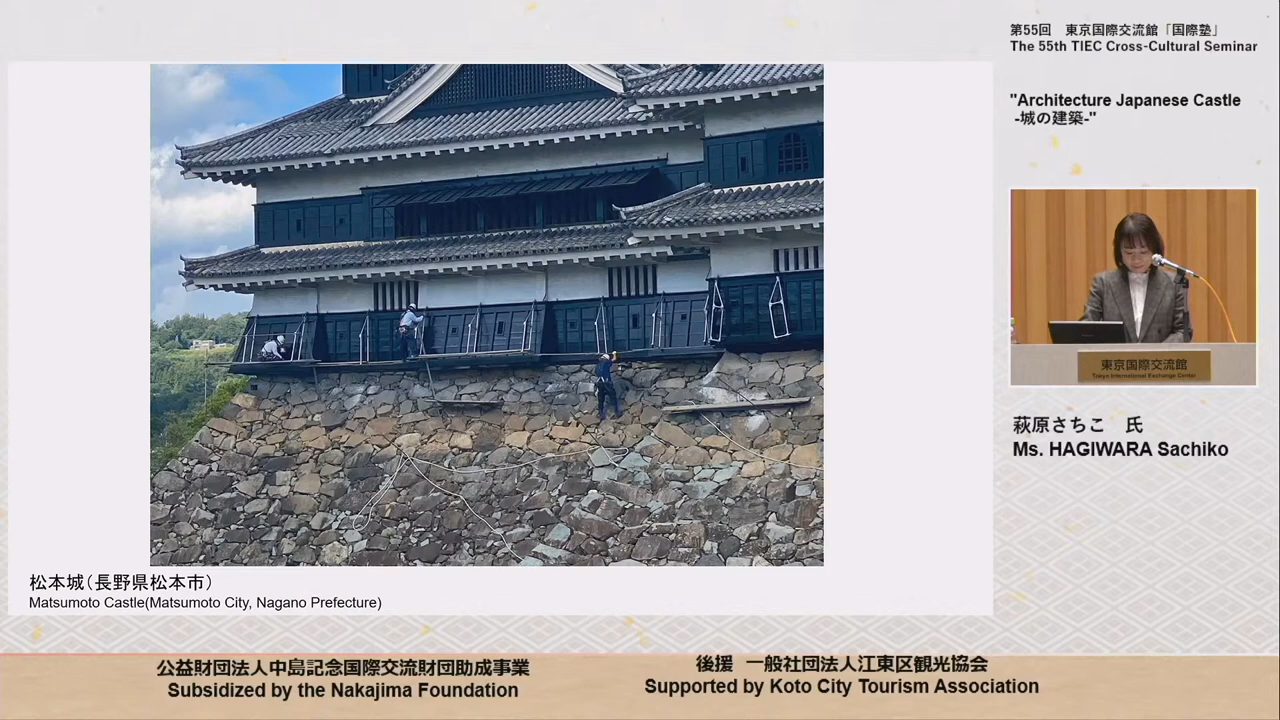 第55回　東京国際交流館「国際塾」
The 55th TIEC Cross-Cultural Seminar
"Architecture Japanese Castle
-城の建築-"
東京国際交流館
Tokyo International Exchange Center
萩原さちこ　氏
Ms. HAGIWARA Sachiko
松本城（長野県松本市）
Matsumoto Castle(Matsumoto City, Nagano Prefecture)
公益財団法人中島記念国際交流財団助成事業
Subsidized by the Nakajima Foundation
後援　一般社団法人江東区観光協会
Supported by Koto City Tourism Association